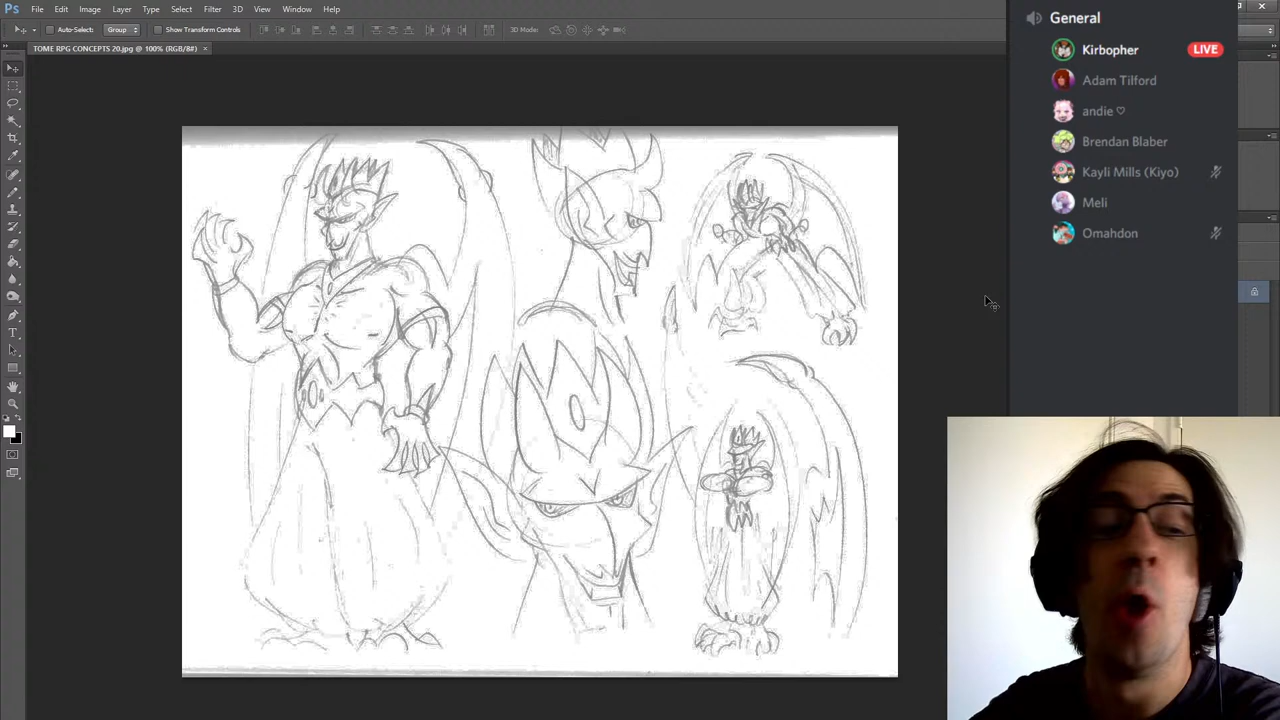 Ps File Edit Image Layer Type Select Filter 3D View Window Help
Auto-Select: Group Show Transform Controls 3D Mode:
TOME RPG CONCEPTS 20.jpg @ 100% (RGB/8#) ×
General
Kirbopher LIVE
Adam Tilford
andie♡
Brendan Blaber
Kayli Mills (Kiyo)
Meli
Omahdon